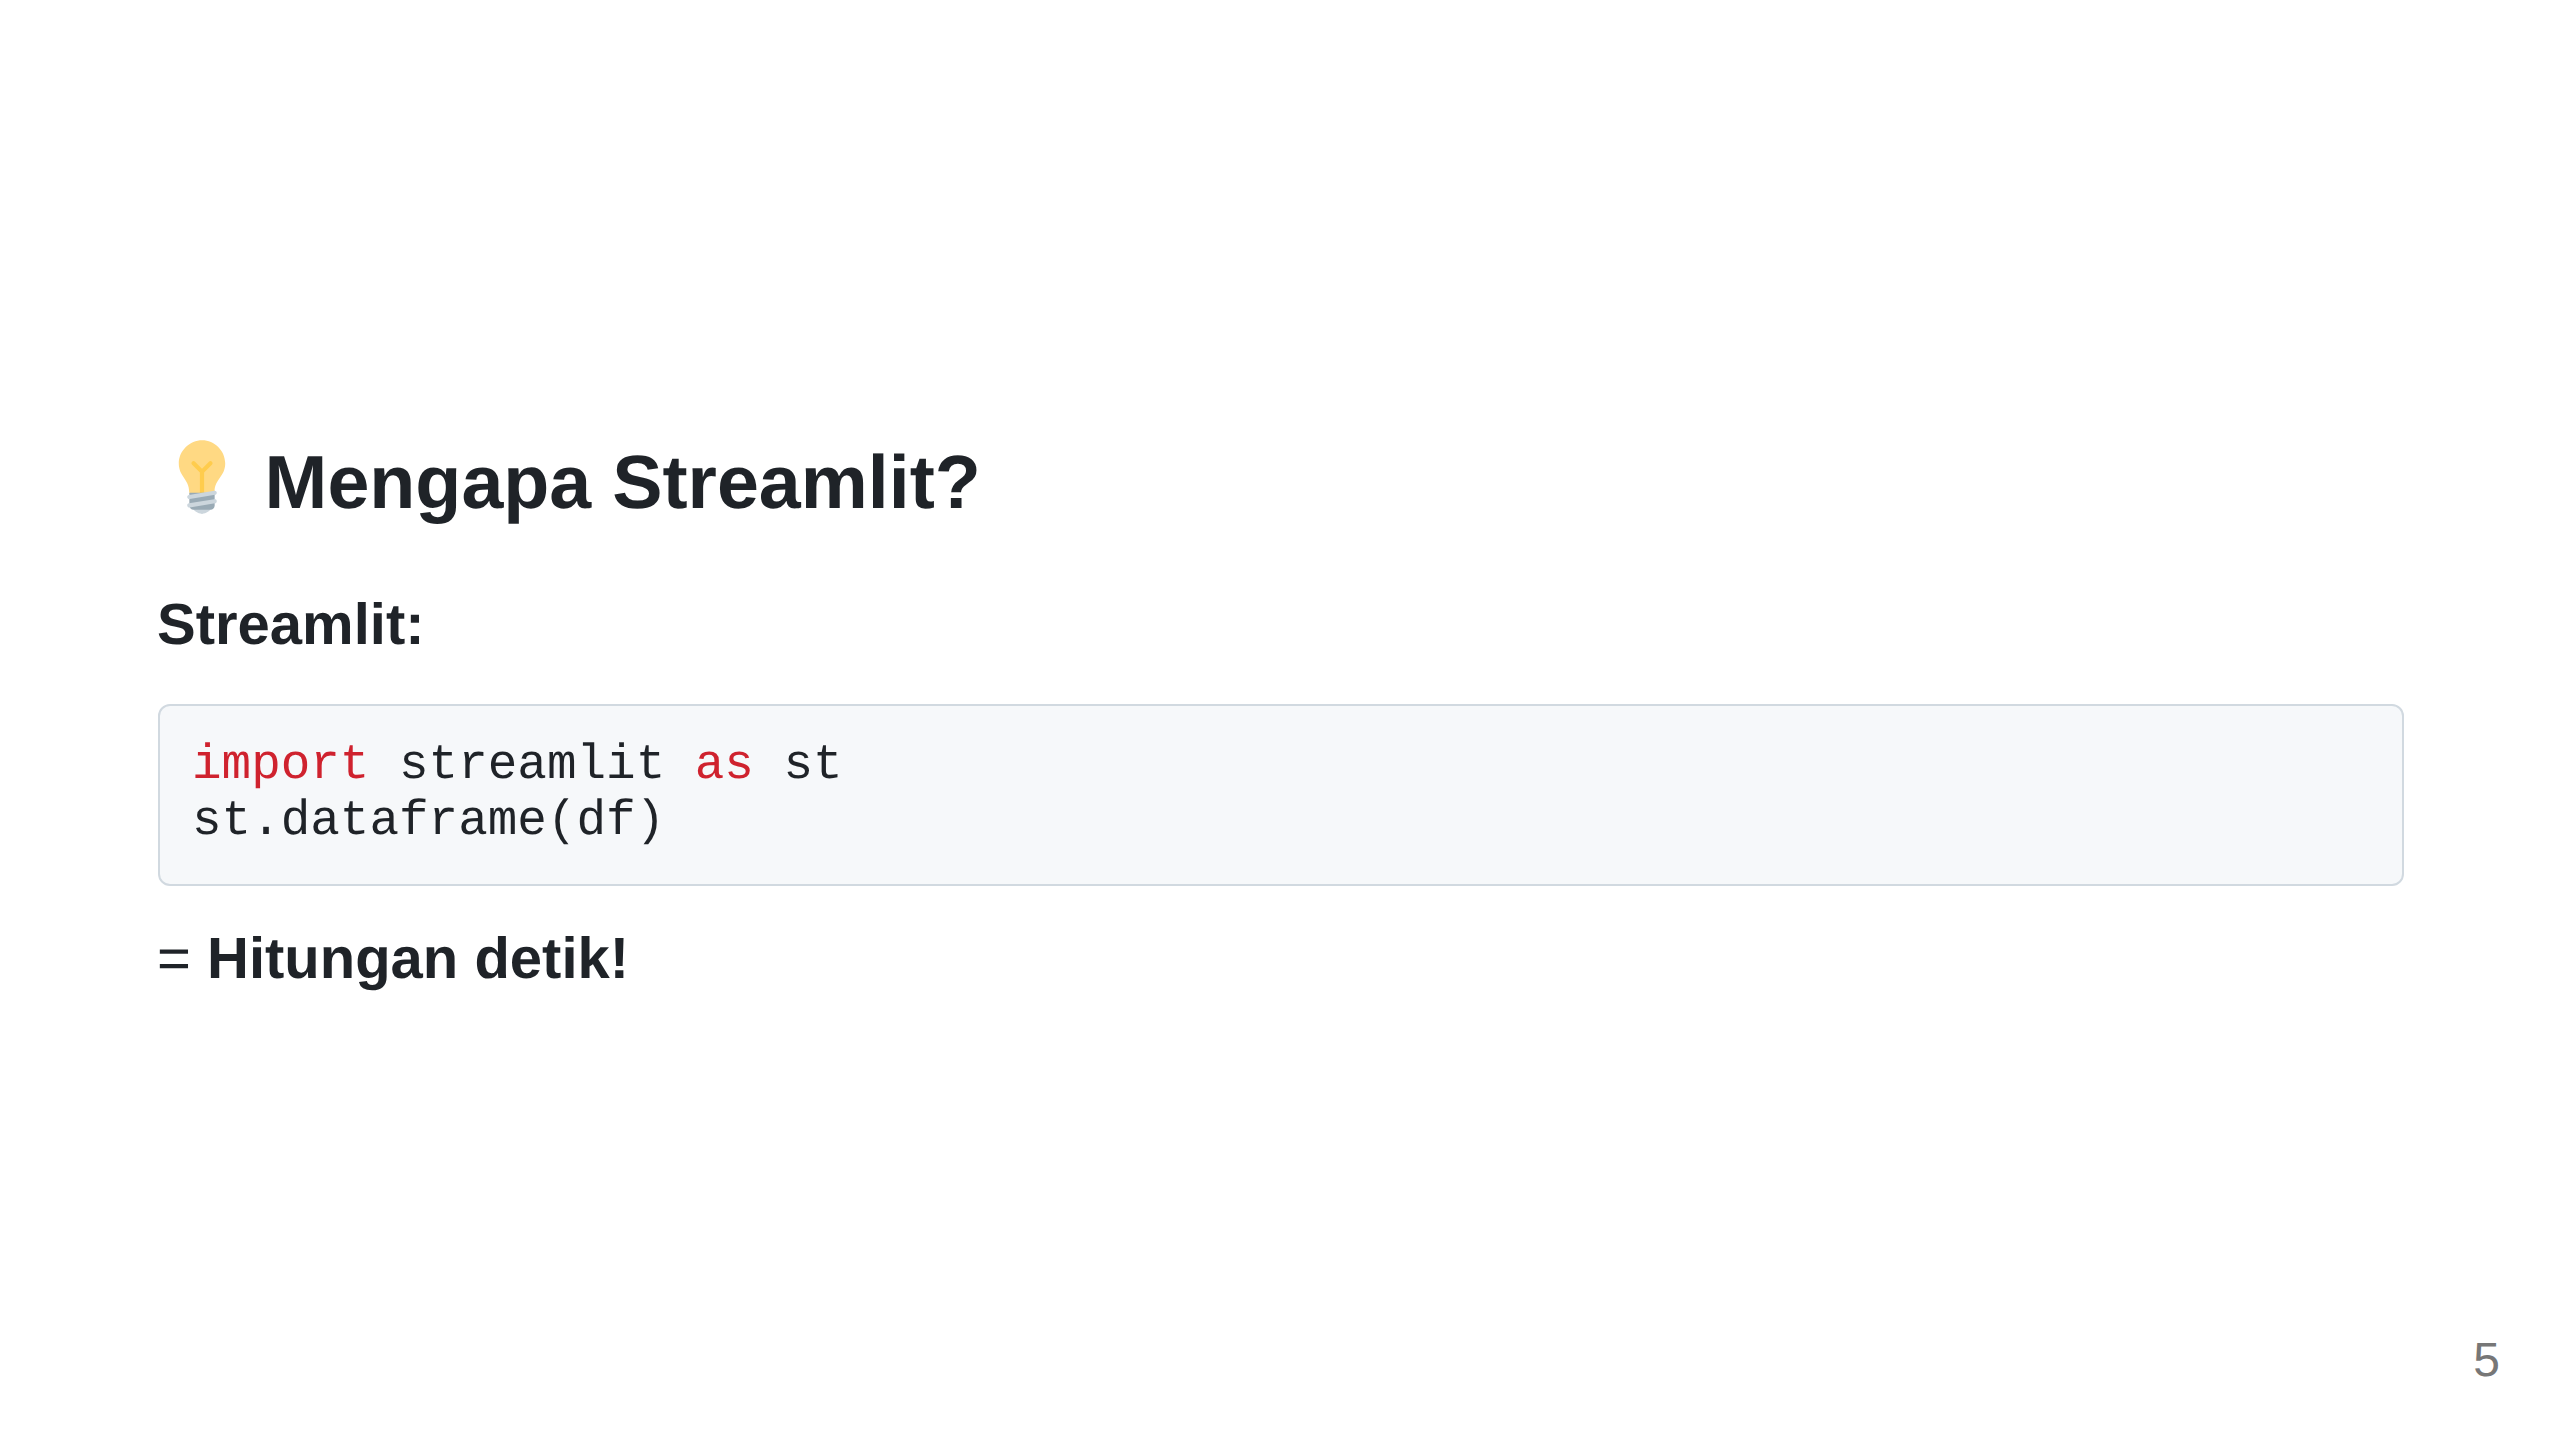 💡 Mengapa Streamlit?
Streamlit:
import streamlit as st
st.dataframe(df)
= Hitungan detik!
5